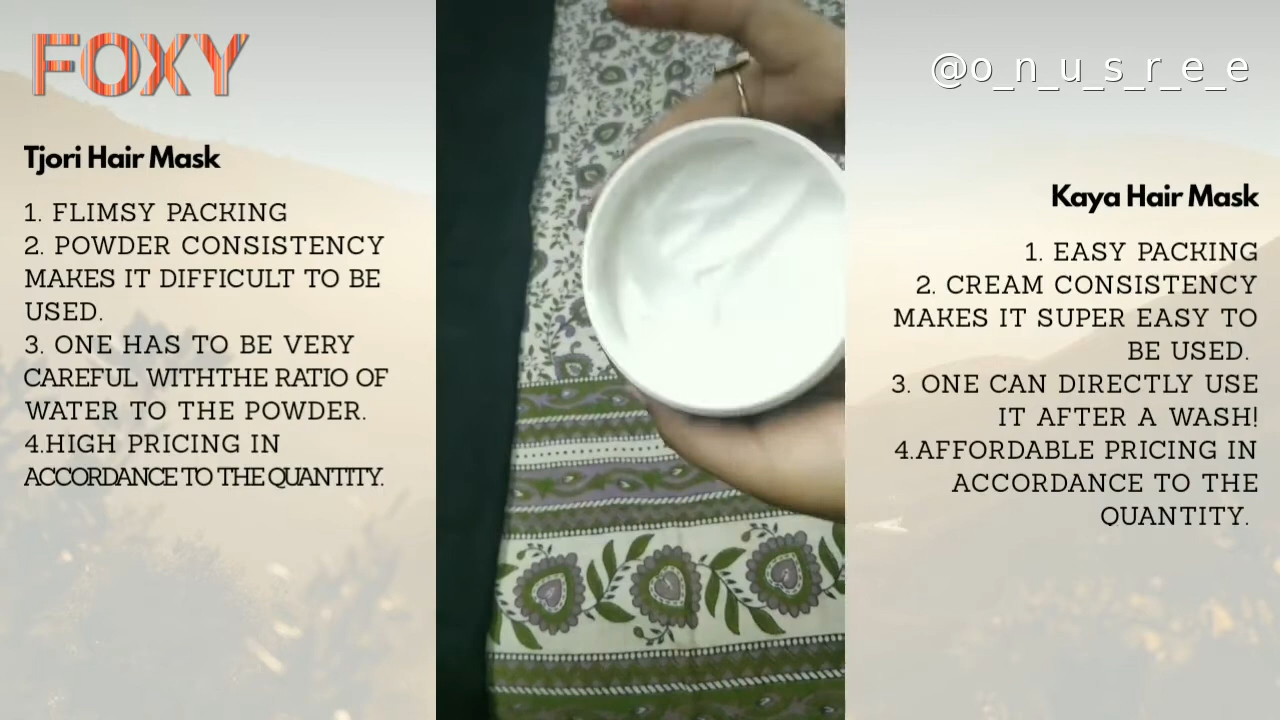 FOXY
@o_n_u_s_r_e_e
Tjori Hair Mask
1. FLIMSY PACKING
2. POWDER CONSISTENCY
MAKES IT DIFFICULT TO BE
USED.
3. ONE HAS TO BE VERY
CAREFUL WITHTHE RATIO OF
WATER TO THE POWDER.
4.HIGH PRICING IN
ACCORDANCE TO THE QUANTITY.
Kaya Hair Mask
1. EASY PACKING
2. CREAM CONSISTENCY
MAKES IT SUPER EASY TO
BE USED.
3. ONE CAN DIRECTLY USE
IT AFTER A WASH!
4.AFFORDABLE PRICING IN
ACCORDANCE TO THE
QUANTITY.